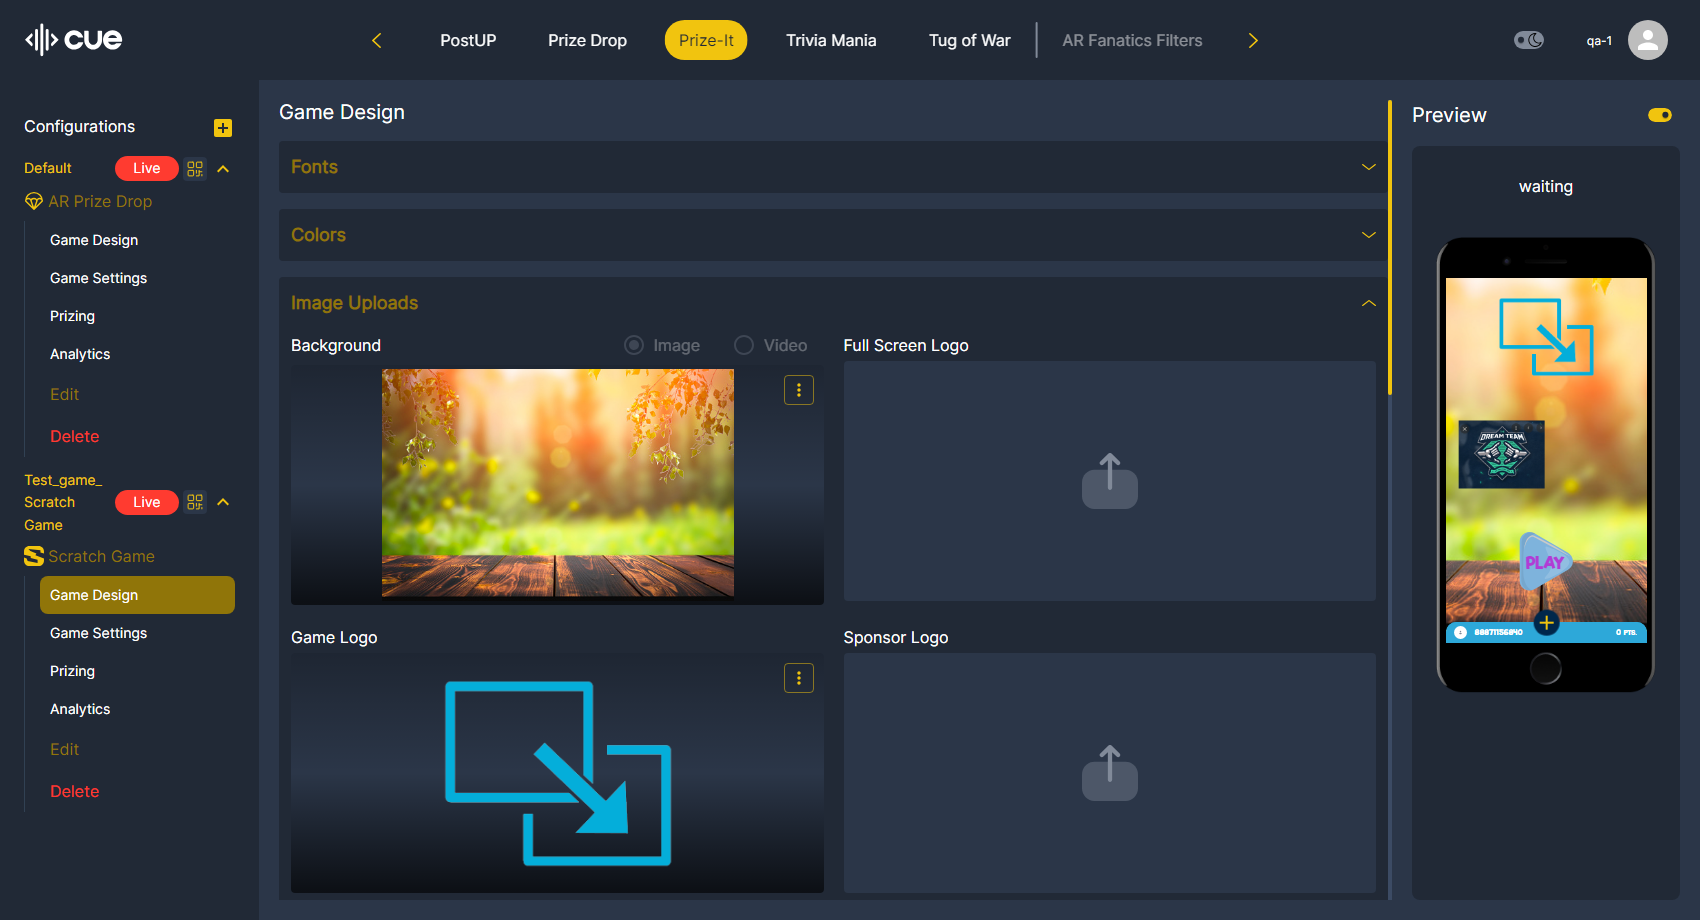 cue
PostUP
Prize Drop
Prize-It
Trivia Mania
Tug of War
AR Fanatics Filters
qa-1
Configurations
Default
Live
AR Prize Drop
Game Design
Game Settings
Prizing
Analytics
Edit
Delete
Test_game_
Scratch
Game
Live
Scratch Game
Game Design
Game Settings
Prizing
Analytics
Edit
Delete
Game Design
Fonts
Colors
Image Uploads
Background
Image
Video
Full Screen Logo
Game Logo
Sponsor Logo
Preview
waiting
DREAM TEAM
PLAY
0 PTS.